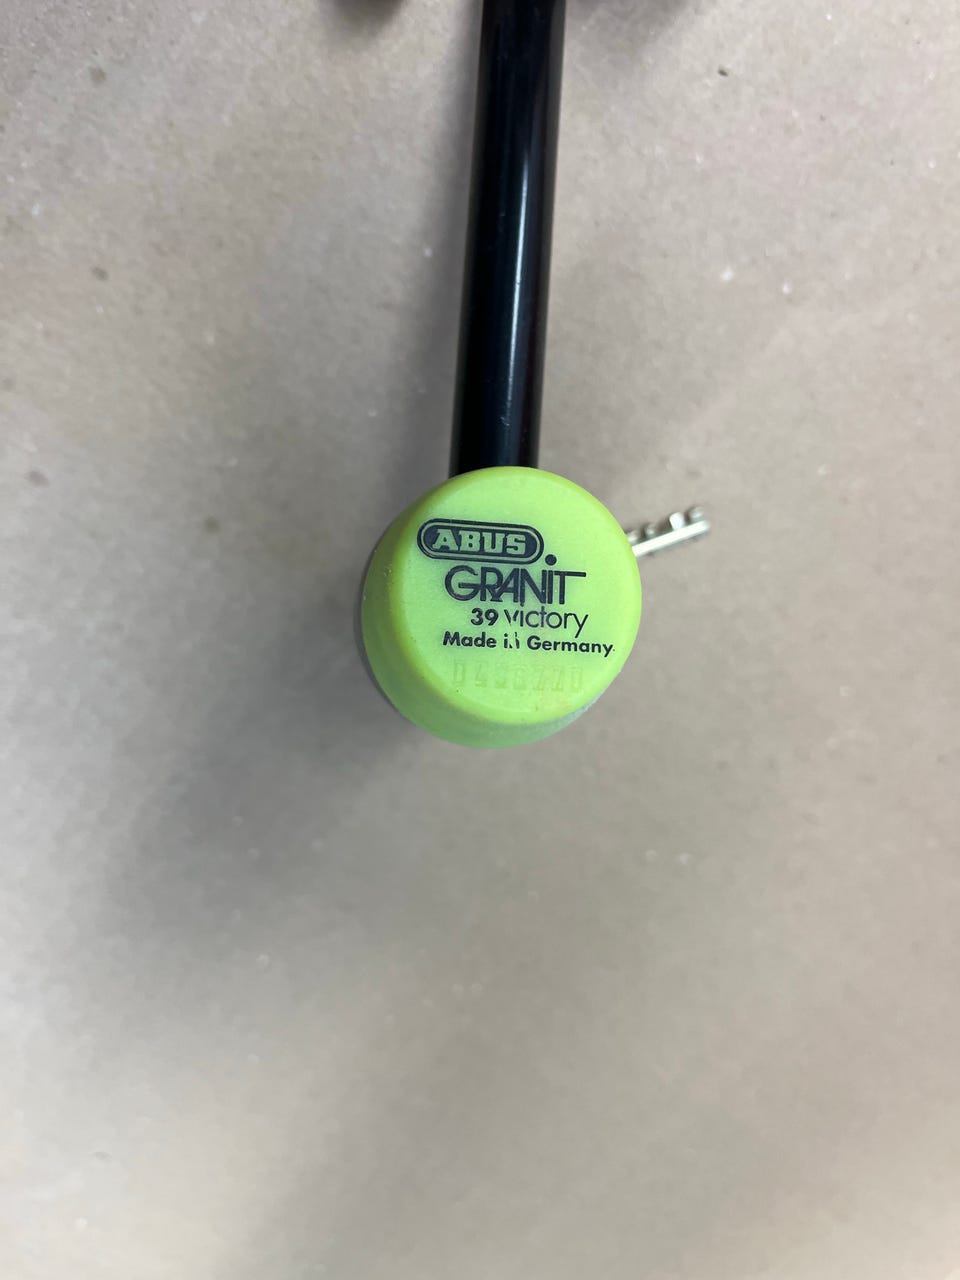 ABUS
GRANIT
39 Victory
Made in Germany